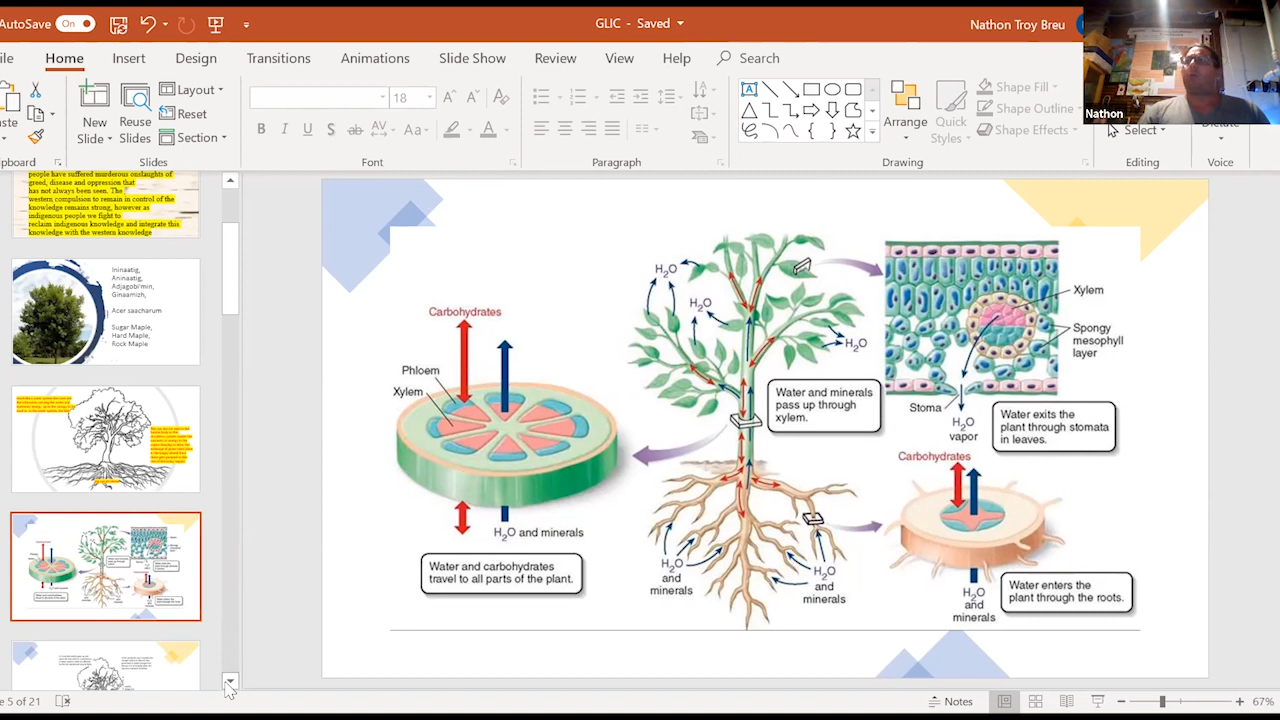 AutoSave On
GLIC - Saved
Nathon Troy Breu
ile
Home
Insert
Design
Transitions
Animations
Slide Show
Review
View
Help
Search
Nathon
aste
New
Slide
Reuse
Slides
Layout
Reset
Section
18
B I U S ab AV Aa A
Arrange
Quick
Styles
Shape Fill
Shape Outline
Shape Effects
Select
Dictate
lipboard
Slides
Font
Paragraph
Drawing
Editing
Voice
people have suffered murderous onslaughts of
greed, disease and oppression that
has not always been seen. The
western compulsion to remain in control of the
knowledge remains strong, however as
indigenous people we fight to
reclaim indigenous knowledge and integrate this
knowledge with the western knowledge
Ininaatig,
Aninaatig,
Adjagobi'min,
Ginaamizh,
Acer saacharum
Sugar Maple,
Hard Maple,
Rock Maple
Carbohydrates
Phloem
Xylem
H₂O and minerals
Water and carbohydrates
travel to all parts of the plant.
H₂O
H₂O
H₂O
Water and minerals
pass up through
xylem.
H₂O
and
minerals
H₂O
and
minerals
Xylem
Spongy
mesophyll
layer
Stoma
H₂O
vapor
Water exits the
plant through stomata
in leaves.
Carbohydrates
Water enters the
plant through the roots.
H₂O
and
minerals
e 5 of 21
Notes
67%